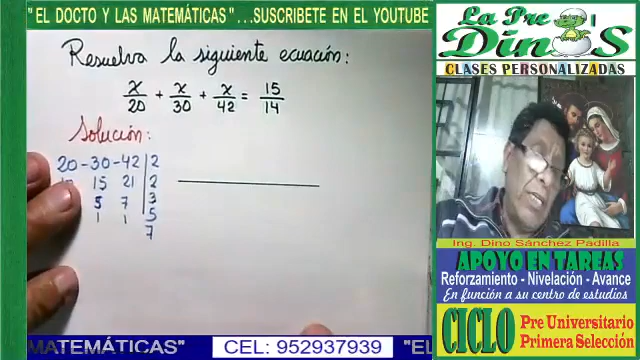 "EL DOCTO Y LAS MATEMÁTICAS"...SUSCRIBETE EN EL YOUTUBE
La Pre
DinoS
CLASES PERSONALIZADAS
Resuelva la siguiente ecuación:
x/20 + x/30 + x/42 = 15/14
Solución:
20 - 30 - 42 | 2
15 21 | 2
5 7 | 3
1 1 | 5
7
Ing. Dino Sánchez Padilla
APOYO EN TAREAS
Reforzamiento - Nivelación - Avance
En función a su centro de estudios
CICLO Pre Universitario
Primera Selección
MATEMÁTICAS" CEL: 952937939 "EL